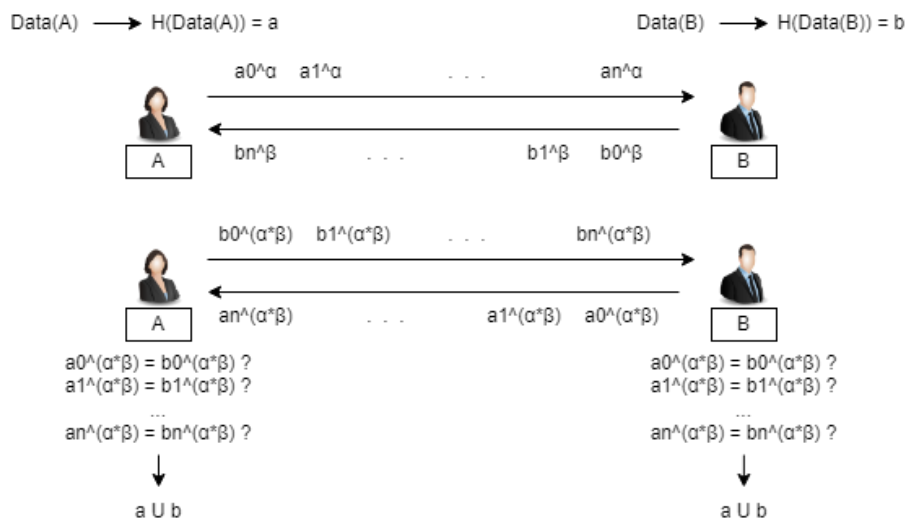 Data(A) → H(Data(A)) = a
Data(B) → H(Data(B)) = b
a0^α a1^α . . . an^α
bn^β . . . b1^β b0^β
A
B
b0^(α*β) b1^(α*β) . . . bn^(α*β)
an^(α*β) . . . a1^(α*β) a0^(α*β)
A
B
a0^(α*β) = b0^(α*β) ?
a1^(α*β) = b1^(α*β) ?
...
an^(α*β) = bn^(α*β) ?
a U b
a0^(α*β) = b0^(α*β) ?
a1^(α*β) = b1^(α*β) ?
...
an^(α*β) = bn^(α*β) ?
a U b